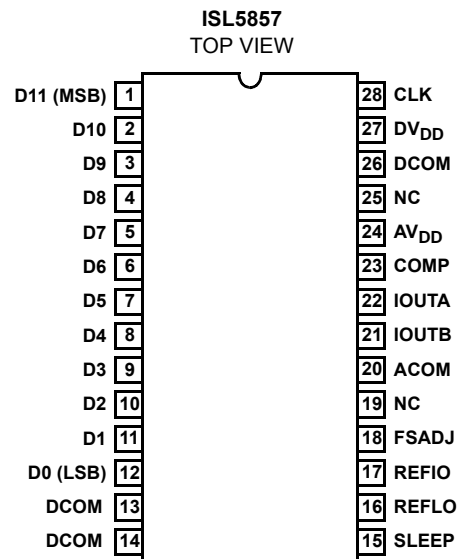 ISL5857
TOP VIEW
D11 (MSB) 1 28 CLK
D10 2 27 DVDD
D9 3 26 DCOM
D8 4 25 NC
D7 5 24 AVDD
D6 6 23 COMP
D5 7 22 IOUTA
D4 8 21 IOUTB
D3 9 20 ACOM
D2 10 19 NC
D1 11 18 FSADJ
D0 (LSB) 12 17 REFIO
DCOM 13 16 REFLO
DCOM 14 15 SLEEP